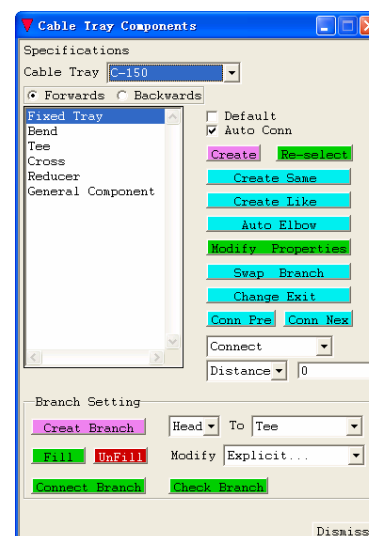 Cable Tray Components
Specifications
Cable Tray C-150
Forwards Backwards
Fixed Tray
Bend
Tee
Cross
Reducer
General Component
Default
Auto Conn
Create Re-select
Create Same
Create Like
Auto Elbow
Modify Properties
Swap Branch
Change Exit
Conn Pre Conn Nex
Connect
Distance 0
Branch Setting
Creat Branch Head To Tee
Fill UnFill Modify Explicit...
Connect Branch Check Branch
Dismiss